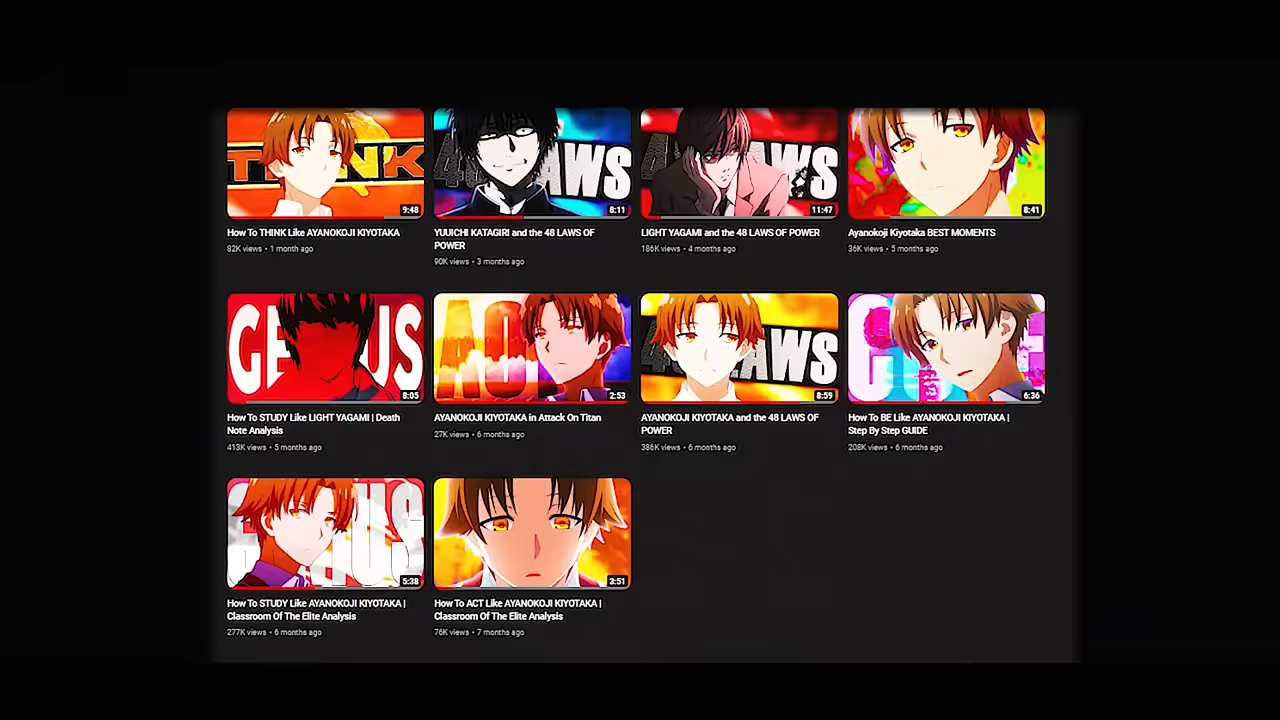 THINK
9:48
LAWS
8:11
LAWS
11:47
8:41
How To THINK Like AYANOKOJI KIYOTAKA
82K views • 1 month ago
YUUICHI KATAGIRI and the 48 LAWS OF
POWER
90K views • 3 months ago
LIGHT YAGAMI and the 48 LAWS OF POWER
186K views • 4 months ago
Ayanokoji Kiyotaka BEST MOMENTS
36K views • 5 months ago
8:05
2:53
LAWS
8:59
6:36
How To STUDY Like LIGHT YAGAMI | Death
Note Analysis
413K views • 5 months ago
AYANOKOJI KIYOTAKA in Attack On Titan
27K views • 6 months ago
AYANOKOJI KIYOTAKA and the 48 LAWS OF
POWER
386K views • 6 months ago
How To BE Like AYANOKOJI KIYOTAKA |
Step By Step GUIDE
208K views • 6 months ago
5:38
3:51
How To STUDY Like AYANOKOJI KIYOTAKA |
Classroom Of The Elite Analysis
277K views • 6 months ago
How To ACT Like AYANOKOJI KIYOTAKA |
Classroom Of The Elite Analysis
76K views • 7 months ago